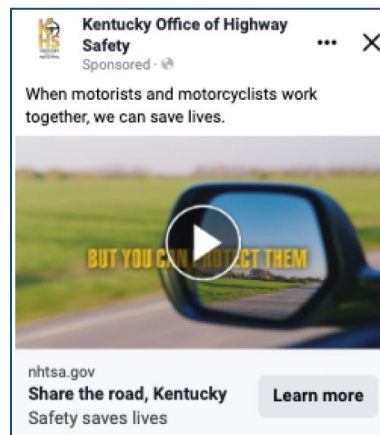 Kentucky Office of Highway
Safety
Sponsored ·
When motorists and motorcyclists work
together, we can save lives.
BUT YOU CAN PROTECT THEM
nhtsa.gov
Share the road, Kentucky
Learn more
Safety saves lives